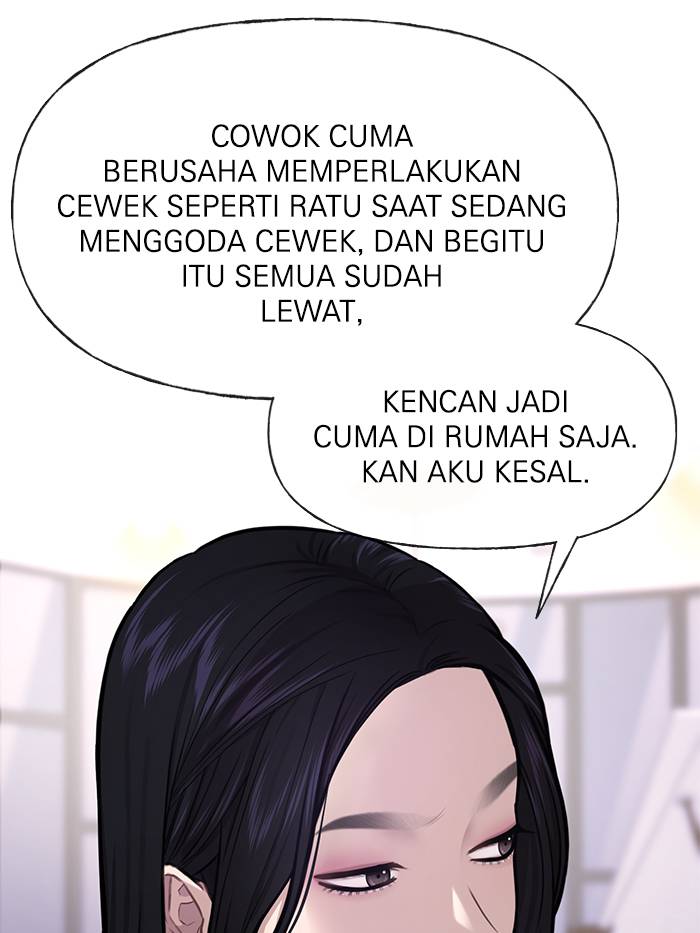 COWOK CUMA
BERUSAHA MEMPERLAKUKAN
CEWEK SEPERTI RATU SAAT SEDANG
MENGGODA CEWEK, DAN BEGITU
ITU SEMUA SUDAH
LEWAT,
KENCAN JADI
CUMA DI RUMAH SAJA.
KAN AKU KESAL.